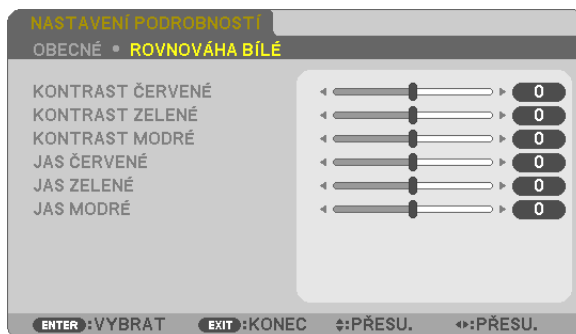 NASTAVENÍ PODROBNOSTÍ
OBECNÉ • ROVNOVÁHA BÍLÉ
KONTRAST ČERVENÉ 0
KONTRAST ZELENÉ 0
KONTRAST MODRÉ 0
JAS ČERVENÉ 0
JAS ZELENÉ 0
JAS MODRÉ 0
ENTER:VYBRAT EXIT:KONEC :PŘESU. :PŘESU.